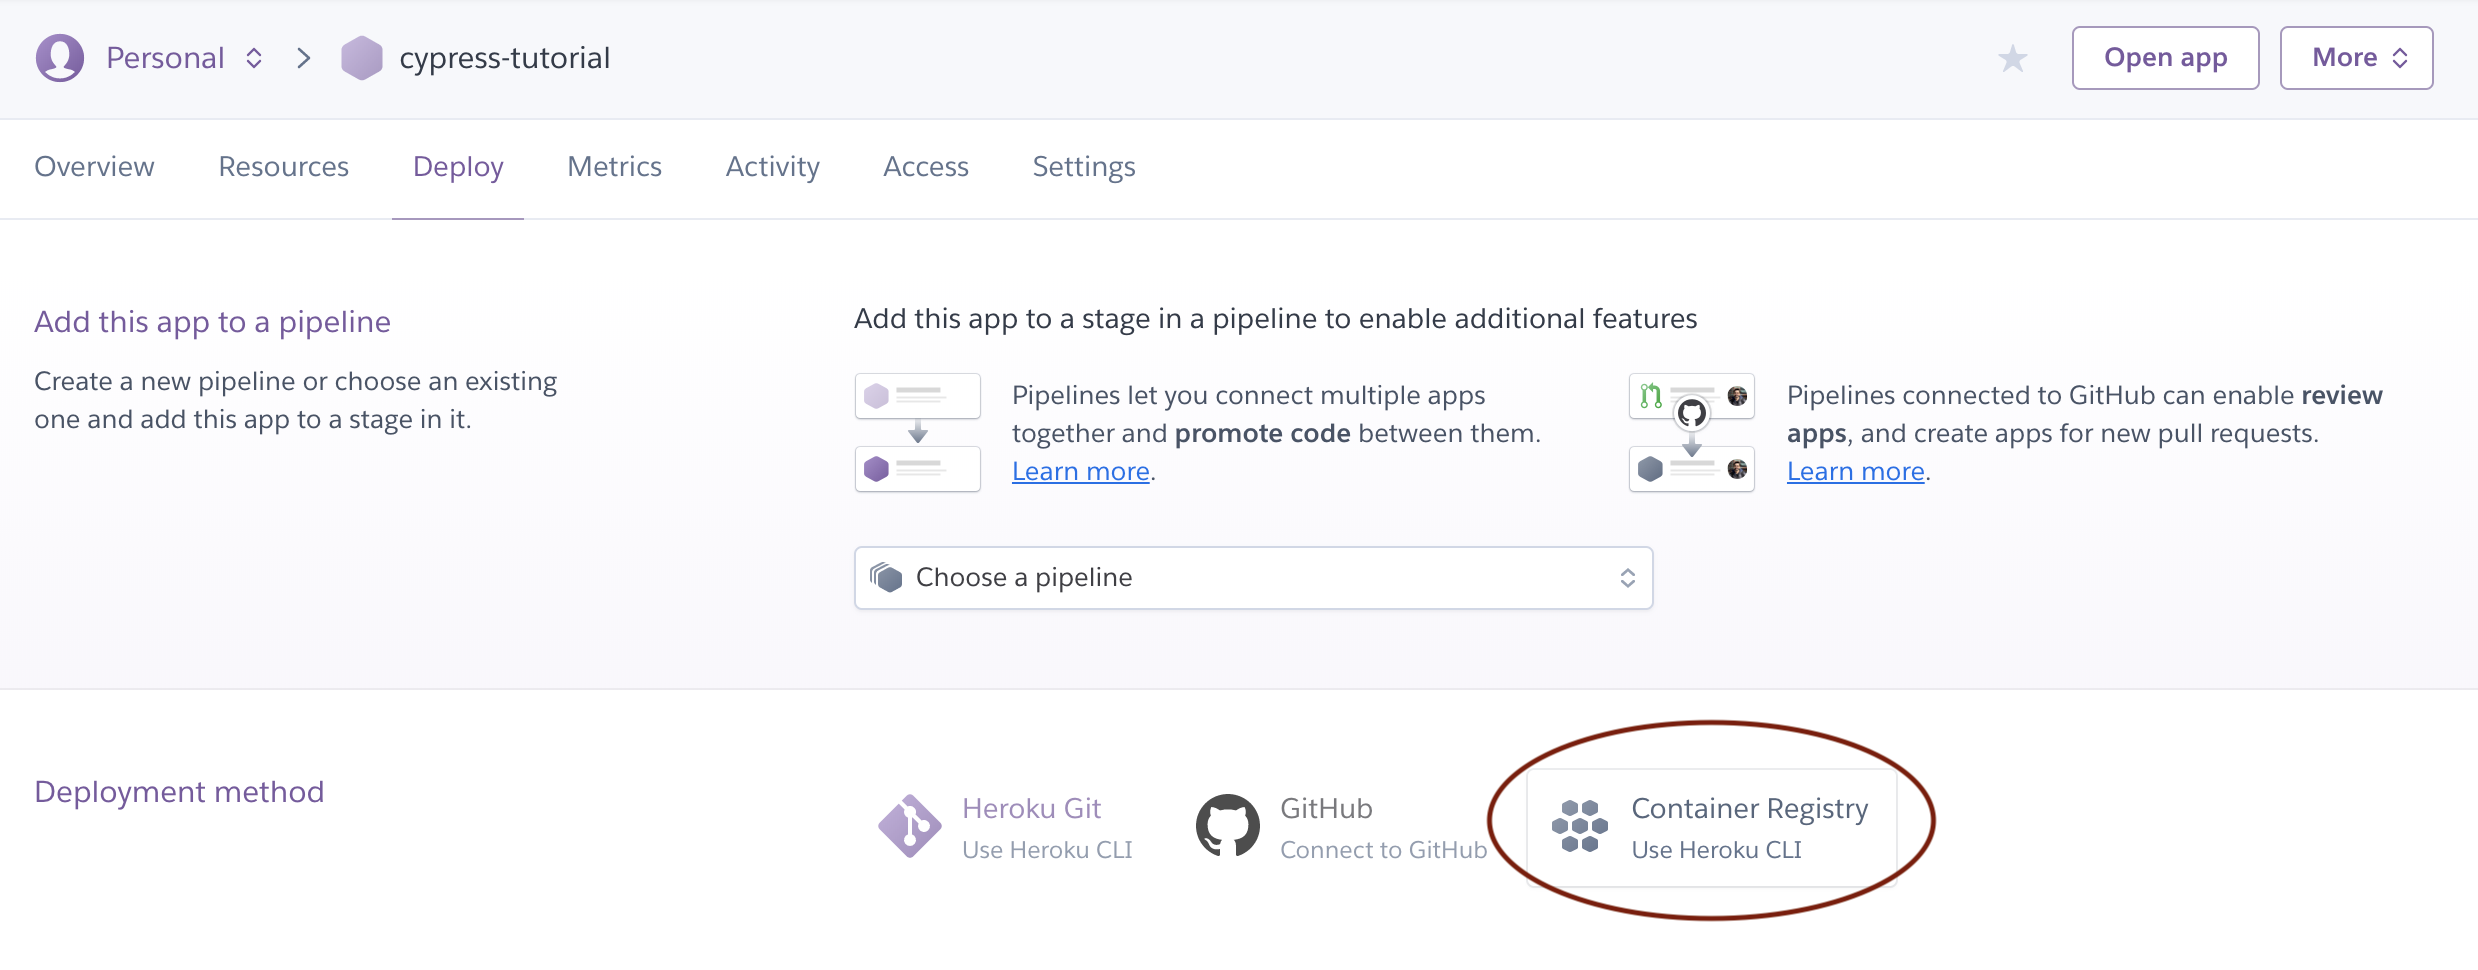 Personal
cypress-tutorial
Open app
More
Overview
Resources
Deploy
Metrics
Activity
Access
Settings
Add this app to a pipeline
Create a new pipeline or choose an existing
one and add this app to a stage in it.
Add this app to a stage in a pipeline to enable additional features
Pipelines let you connect multiple apps
together and promote code between them.
Learn more.
Pipelines connected to GitHub can enable review
apps, and create apps for new pull requests.
Learn more.
Choose a pipeline
Deployment method
Heroku Git
Use Heroku CLI
GitHub
Connect to GitHub
Container Registry
Use Heroku CLI